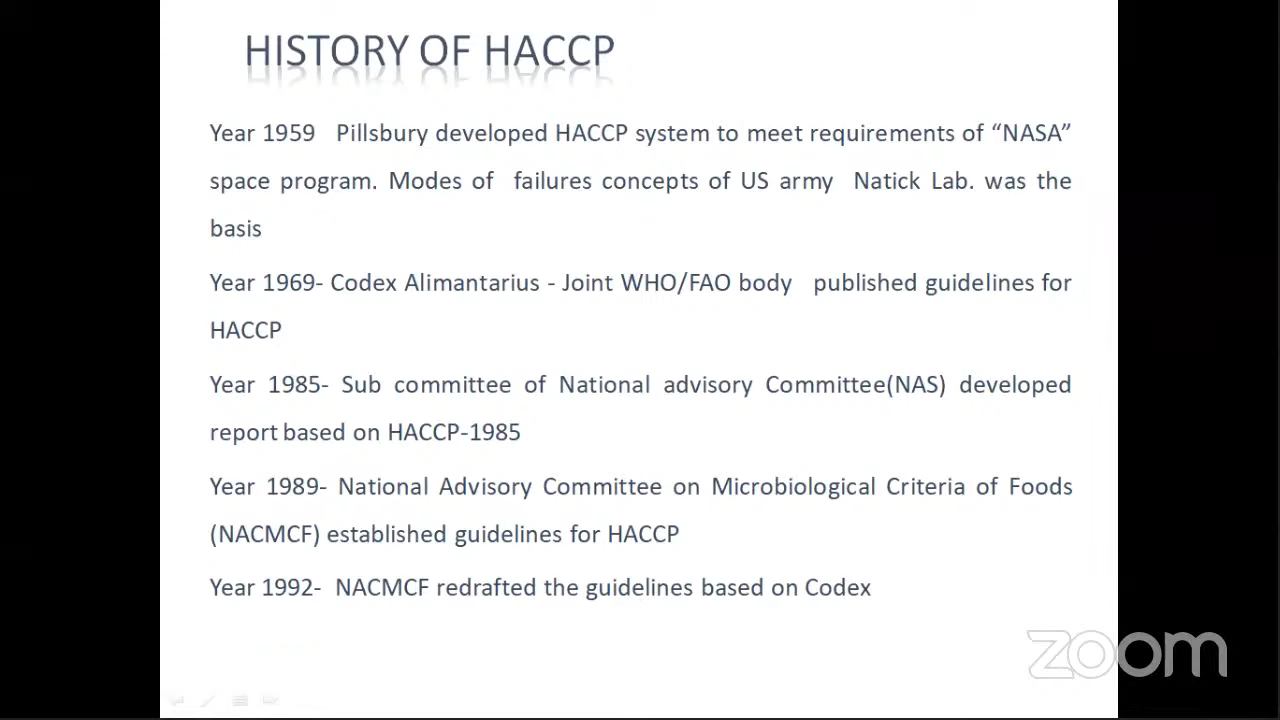 HISTORY OF HACCP
Year 1959 Pillsbury developed HACCP system to meet requirements of “NASA”
space program. Modes of failures concepts of US army Natick Lab. was the
basis
Year 1969- Codex Alimantarius - Joint WHO/FAO body published guidelines for
HACCP
Year 1985- Sub committee of National advisory Committee(NAS) developed
report based on HACCP-1985
Year 1989- National Advisory Committee on Microbiological Criteria of Foods
(NACMCF) established guidelines for HACCP
Year 1992- NACMCF redrafted the guidelines based on Codex
zoom